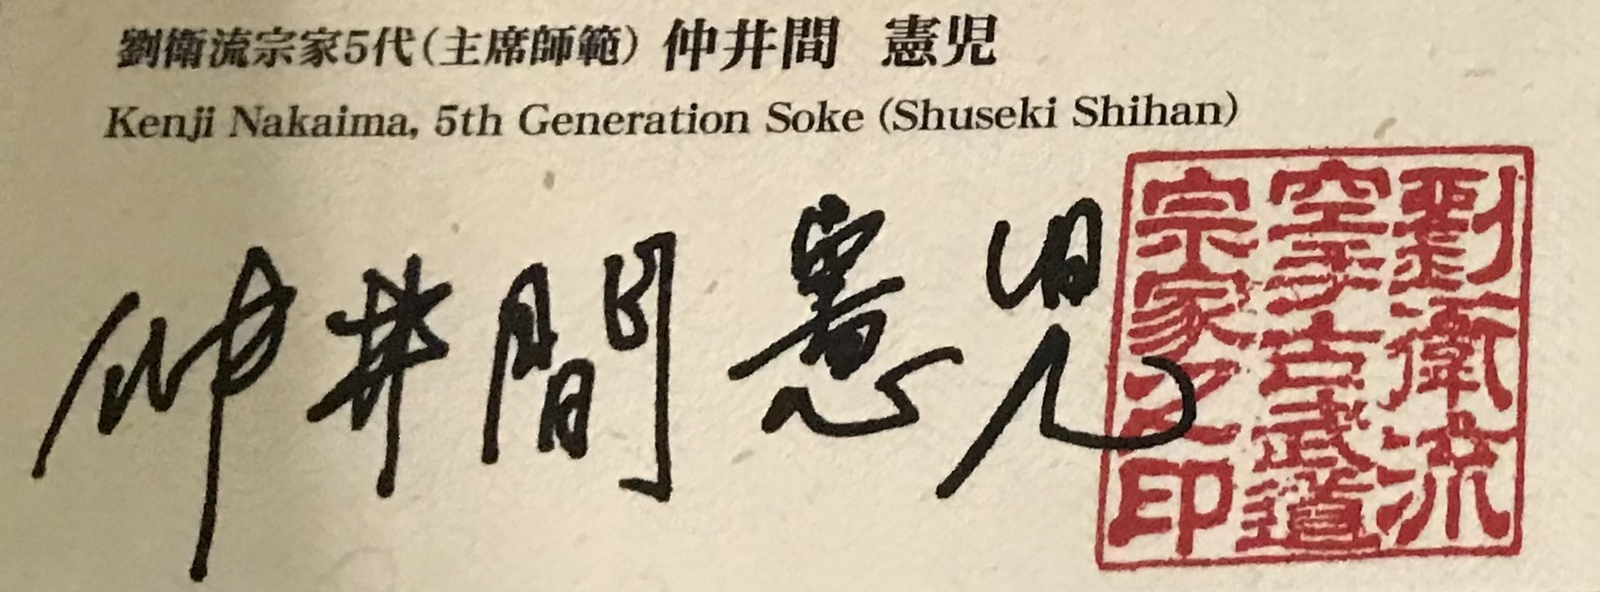 劉衛流宗家5代(主席師範) 仲井間 憲児
Kenji Nakaima, 5th Generation Soke (Shuseki Shihan)
仲井間憲児
劉衛流
空手古武道
宗家之印